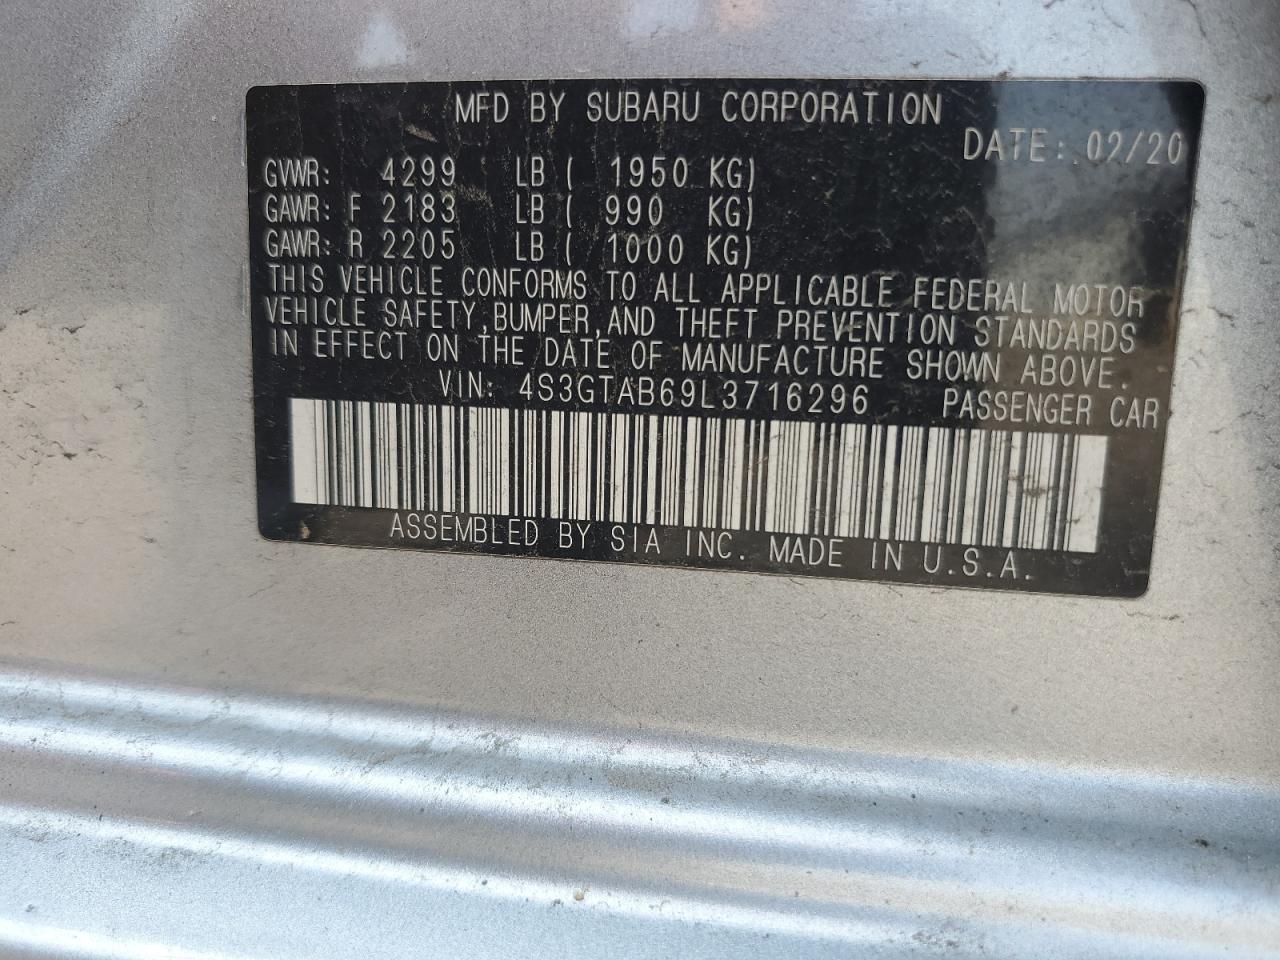 MFD BY SUBARU CORPORATION
DATE: 02/20
GVWR: 4299 LB ( 1950 KG)
GAWR: F 2183 LB ( 990 KG)
GAWR: R 2205 LB ( 1000 KG)
THIS VEHICLE CONFORMS TO ALL APPLICABLE FEDERAL MOTOR
VEHICLE SAFETY, BUMPER, AND THEFT PREVENTION STANDARDS
IN EFFECT ON THE DATE OF MANUFACTURE SHOWN ABOVE.
VIN: 4S3GTAB69L3716296 PASSENGER CAR
ASSEMBLED BY SIA INC. MADE IN U.S.A.